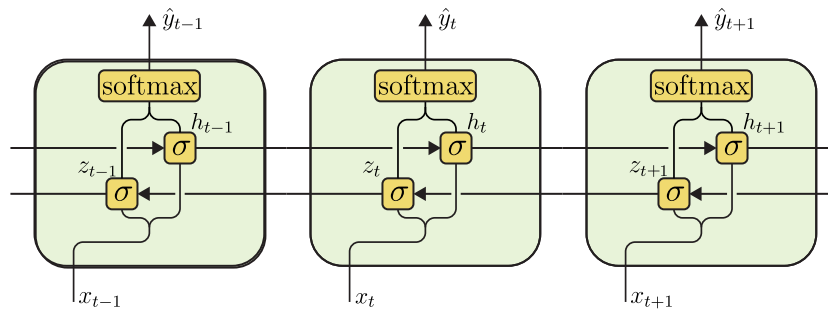 ŷ_{t−1} ŷ_t ŷ_{t+1}
softmax softmax softmax
h_{t−1} h_t h_{t+1}
σ σ σ
z_{t−1} z_t z_{t+1}
σ σ σ
x_{t−1} x_t x_{t+1}